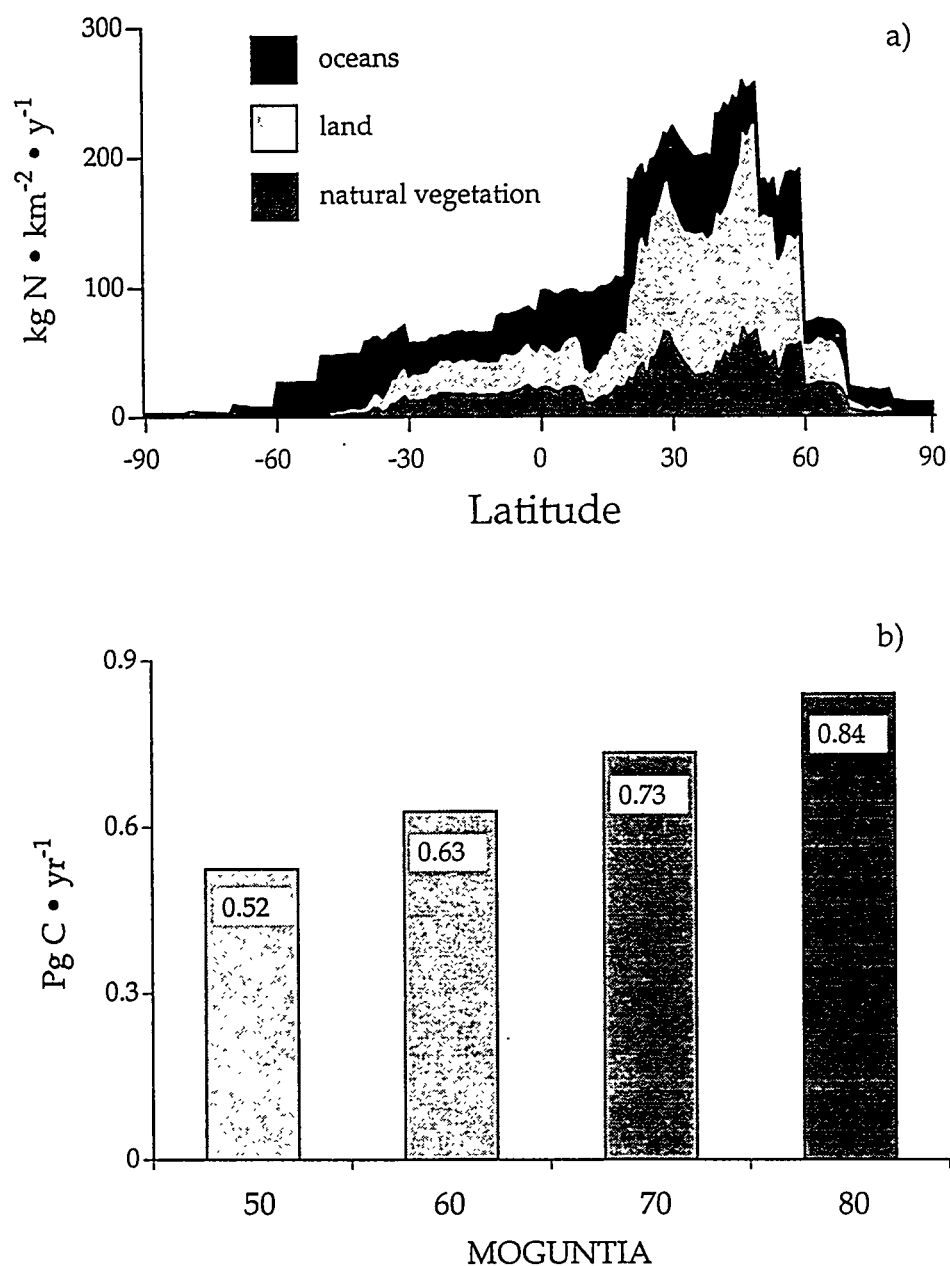 a)
300
200
100
0
kg N • km⁻² • y⁻¹
oceans
land
natural vegetation
-90 -60 -30 0 30 60 90
Latitude
b)
0.9
0.6
0.3
0
Pg C • yr⁻¹
0.52
0.63
0.73
0.84
50 60 70 80
MOGUNTIA